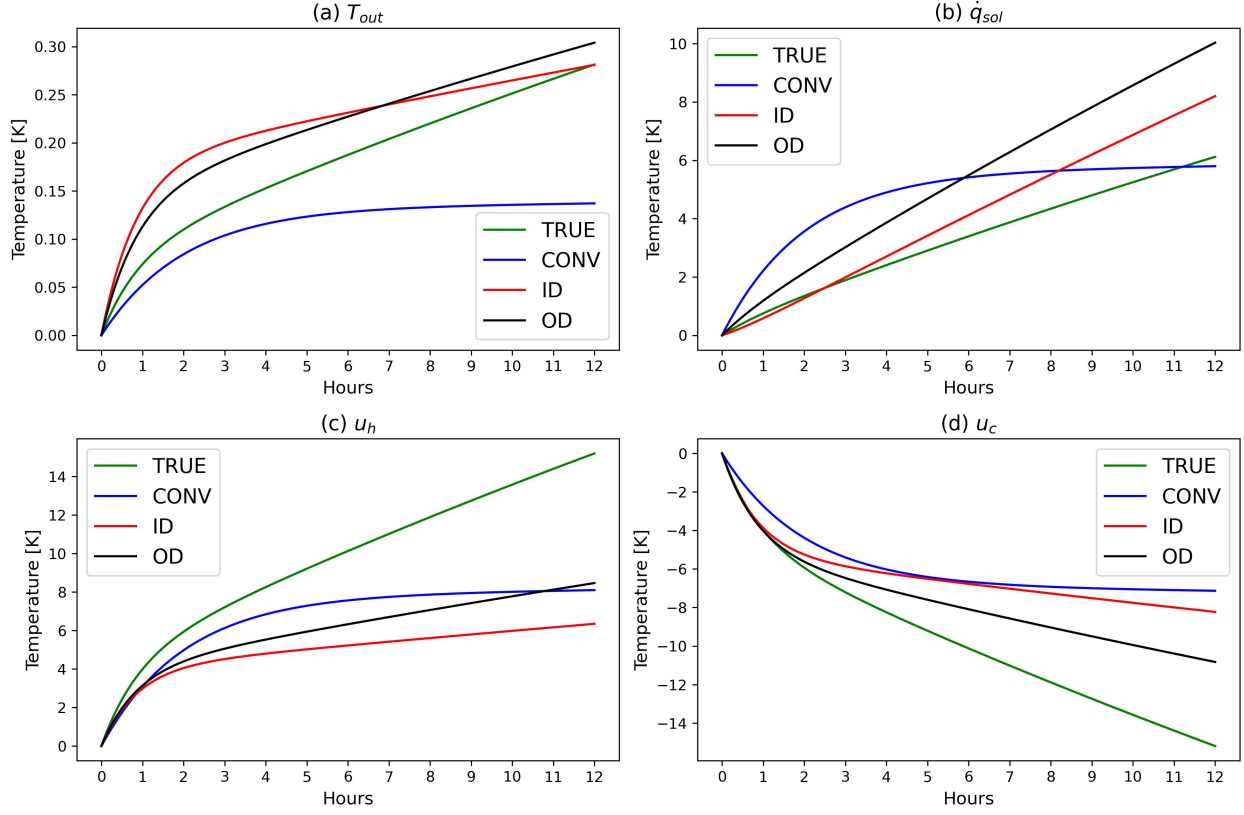 (a) T_out
Temperature [K]
0.30
0.25
0.20
0.15
0.10
0.05
0.00
TRUE
CONV
ID
OD
0 1 2 3 4 5 6 7 8 9 10 11 12
Hours
(b) q̇_sol
Temperature [K]
10
8
6
4
2
0
TRUE
CONV
ID
OD
0 1 2 3 4 5 6 7 8 9 10 11 12
Hours
(c) u_h
Temperature [K]
14
12
10
8
6
4
2
0
TRUE
CONV
ID
OD
0 1 2 3 4 5 6 7 8 9 10 11 12
Hours
(d) u_c
Temperature [K]
0
−2
−4
−6
−8
−10
−12
−14
TRUE
CONV
ID
OD
0 1 2 3 4 5 6 7 8 9 10 11 12
Hours